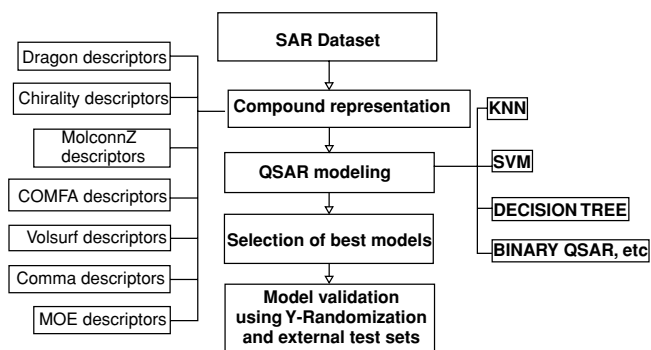 SAR Dataset
Dragon descriptors
Chirality descriptors
MolconnZ
descriptors
COMFA descriptors
Volsurf descriptors
Comma descriptors
MOE descriptors
Compound representation
QSAR modeling
KNN
SVM
DECISION TREE
BINARY QSAR, etc
Selection of best models
Model validation
using Y-Randomization
and external test sets